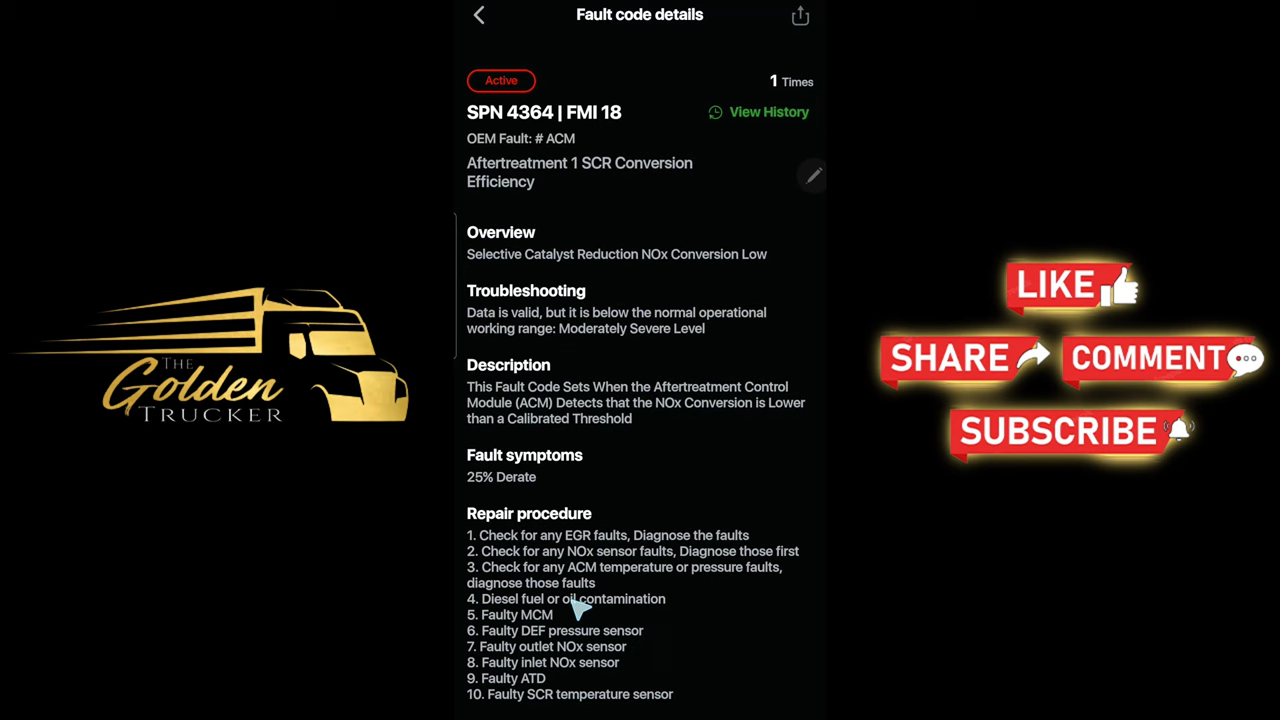 Fault code details
Active
1 Times
SPN 4364 | FMI 18
View History
OEM Fault: # ACM
Aftertreatment 1 SCR Conversion
Efficiency
Overview
Selective Catalyst Reduction NOx Conversion Low
Troubleshooting
Data is valid, but it is below the normal operational
working range: Moderately Severe Level
Description
This Fault Code Sets When the Aftertreatment Control
Module (ACM) Detects that the NOx Conversion is Lower
than a Calibrated Threshold
Fault symptoms
25% Derate
Repair procedure
1. Check for any EGR faults, Diagnose the faults
2. Check for any NOx sensor faults, Diagnose those first
3. Check for any ACM temperature or pressure faults,
diagnose those faults
4. Diesel fuel or oil contamination
5. Faulty MCM
6. Faulty DEF pressure sensor
7. Faulty outlet NOx sensor
8. Faulty inlet NOx sensor
9. Faulty ATD
10. Faulty SCR temperature sensor
THE
Golden
TRUCKER
LIKE
SHARE
COMMENT
SUBSCRIBE